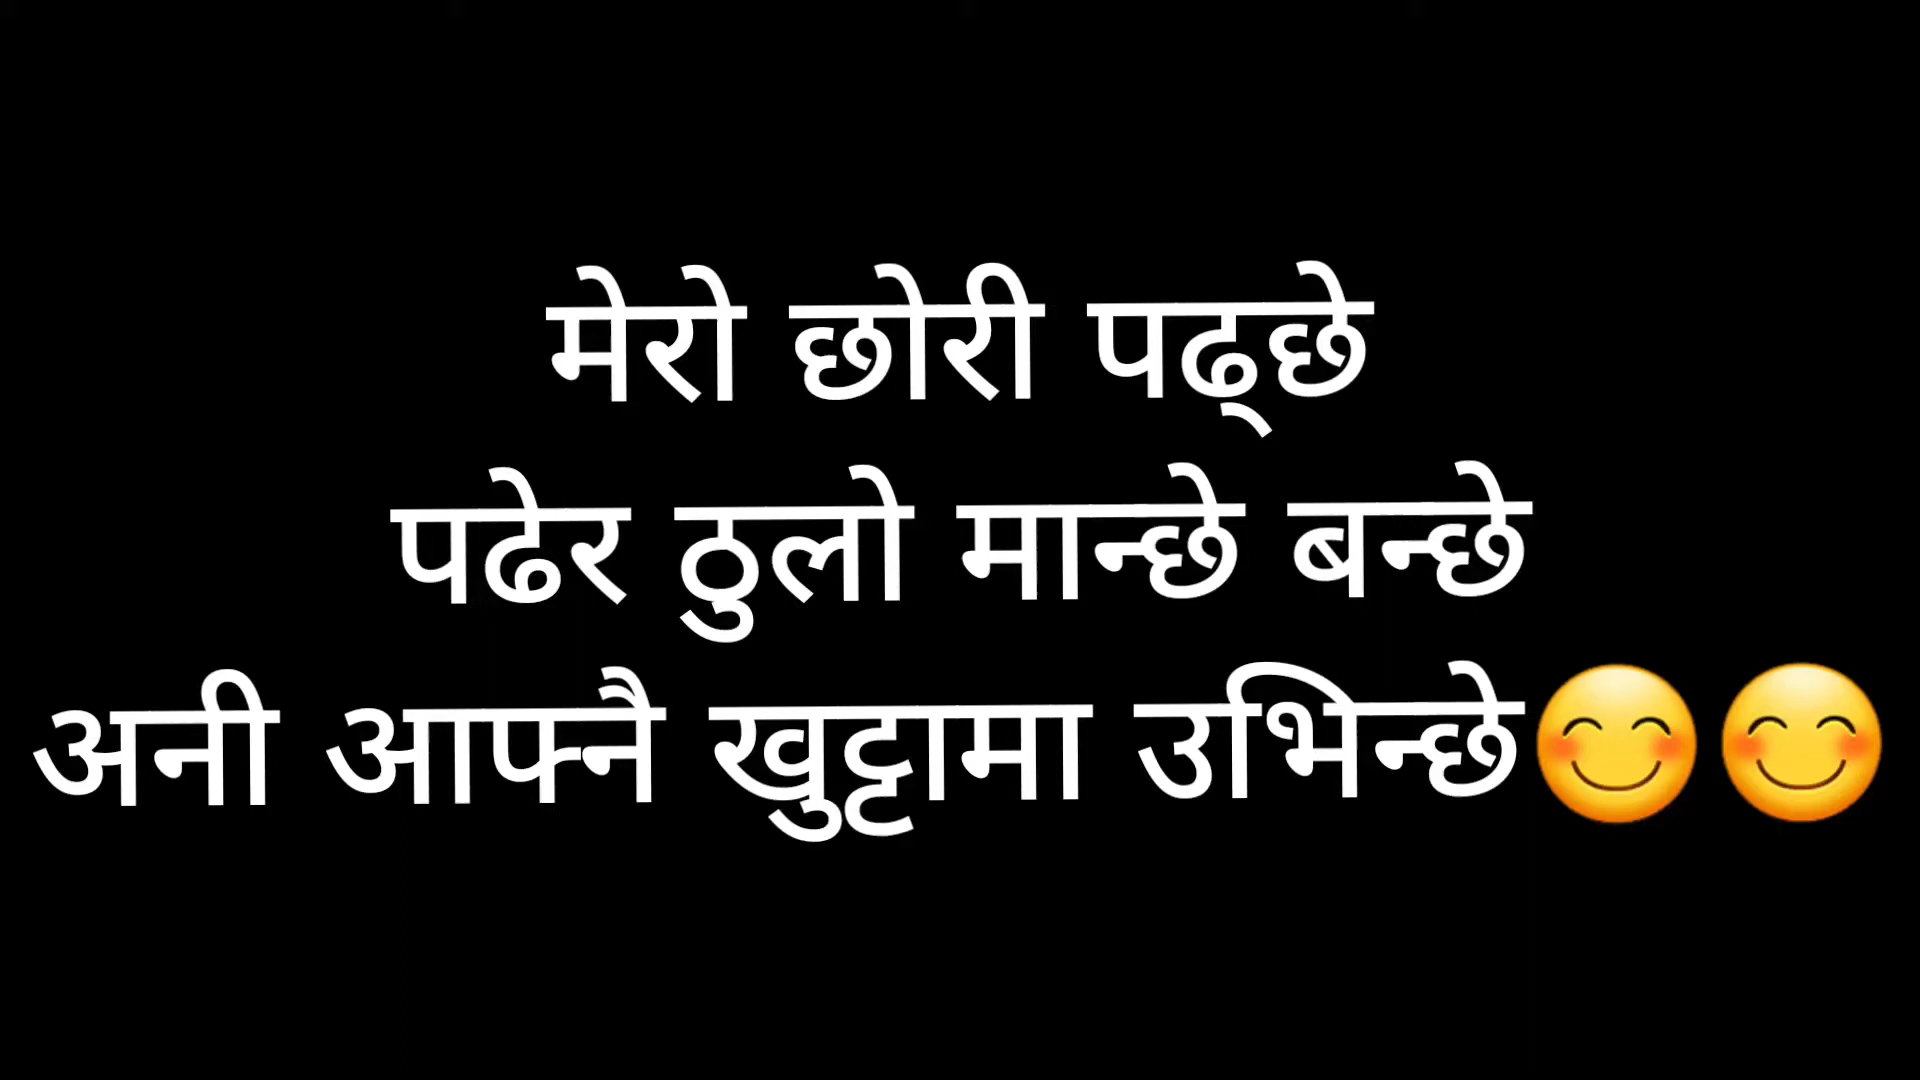 मेरो छोरी पढ्छे
पढेर ठुलो मान्छे बन्छे
अनी आफ्नै खुट्टामा उभिन्छे😊😊